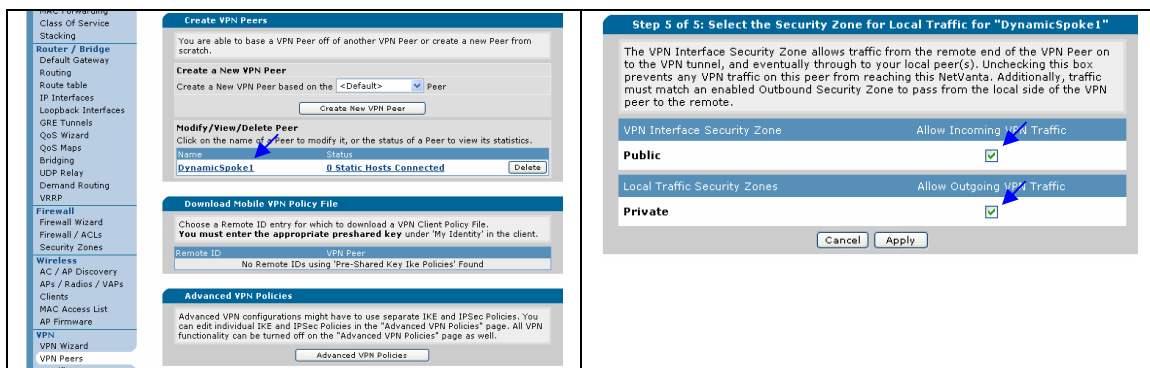 Class Of Service
Stacking
Router / Bridge
Default Gateway
Routing
Route table
IP Interfaces
Loopback Interfaces
GRE Tunnels
QoS Wizard
QoS Maps
Bridging
UDP Relay
Demand Routing
VRRP
Firewall
Firewall Wizard
Firewall / ACLs
Security Zones
Wireless
AC / AP Discovery
APs / Radios / VAPs
Clients
MAC Access List
AP Firmware
VPN
VPN Wizard
VPN Peers
Create VPN Peers
You are able to base a VPN Peer off of another VPN Peer or create a new Peer from
scratch.
Create a New VPN Peer
Create a New VPN Peer based on the <Default> Peer
Create New VPN Peer
Modify/View/Delete Peer
Click on the name of a Peer to modify it, or the status of a Peer to view its statistics.
Name Status
DynamicSpoke1 0 Static Hosts Connected Delete
Download Mobile VPN Policy File
Choose a Remote ID entry for which to download a VPN Client Policy File.
You must enter the appropriate preshared key under 'My Identity' in the client.
Remote ID VPN Peer
No Remote IDs using 'Pre-Shared Key Ike Policies' Found
Advanced VPN Policies
Advanced VPN configurations might have to use separate IKE and IPSec Policies. You
can edit individual IKE and IPSec Policies in the "Advanced VPN Policies" page. All VPN
functionality can be turned off on the "Advanced VPN Policies" page as well.
Advanced VPN Policies
Step 5 of 5: Select the Security Zone for Local Traffic for "DynamicSpoke1"
The VPN Interface Security Zone allows traffic from the remote end of the VPN Peer on
to the VPN tunnel, and eventually through to your local peer(s). Unchecking this box
prevents any VPN traffic on this peer from reaching this NetVanta. Additionally, traffic
must match an enabled Outbound Security Zone to pass from the local side of the VPN
peer to the remote.
VPN Interface Security Zone Allow Incoming VPN Traffic
Public
Local Traffic Security Zones Allow Outgoing VPN Traffic
Private
Cancel Apply